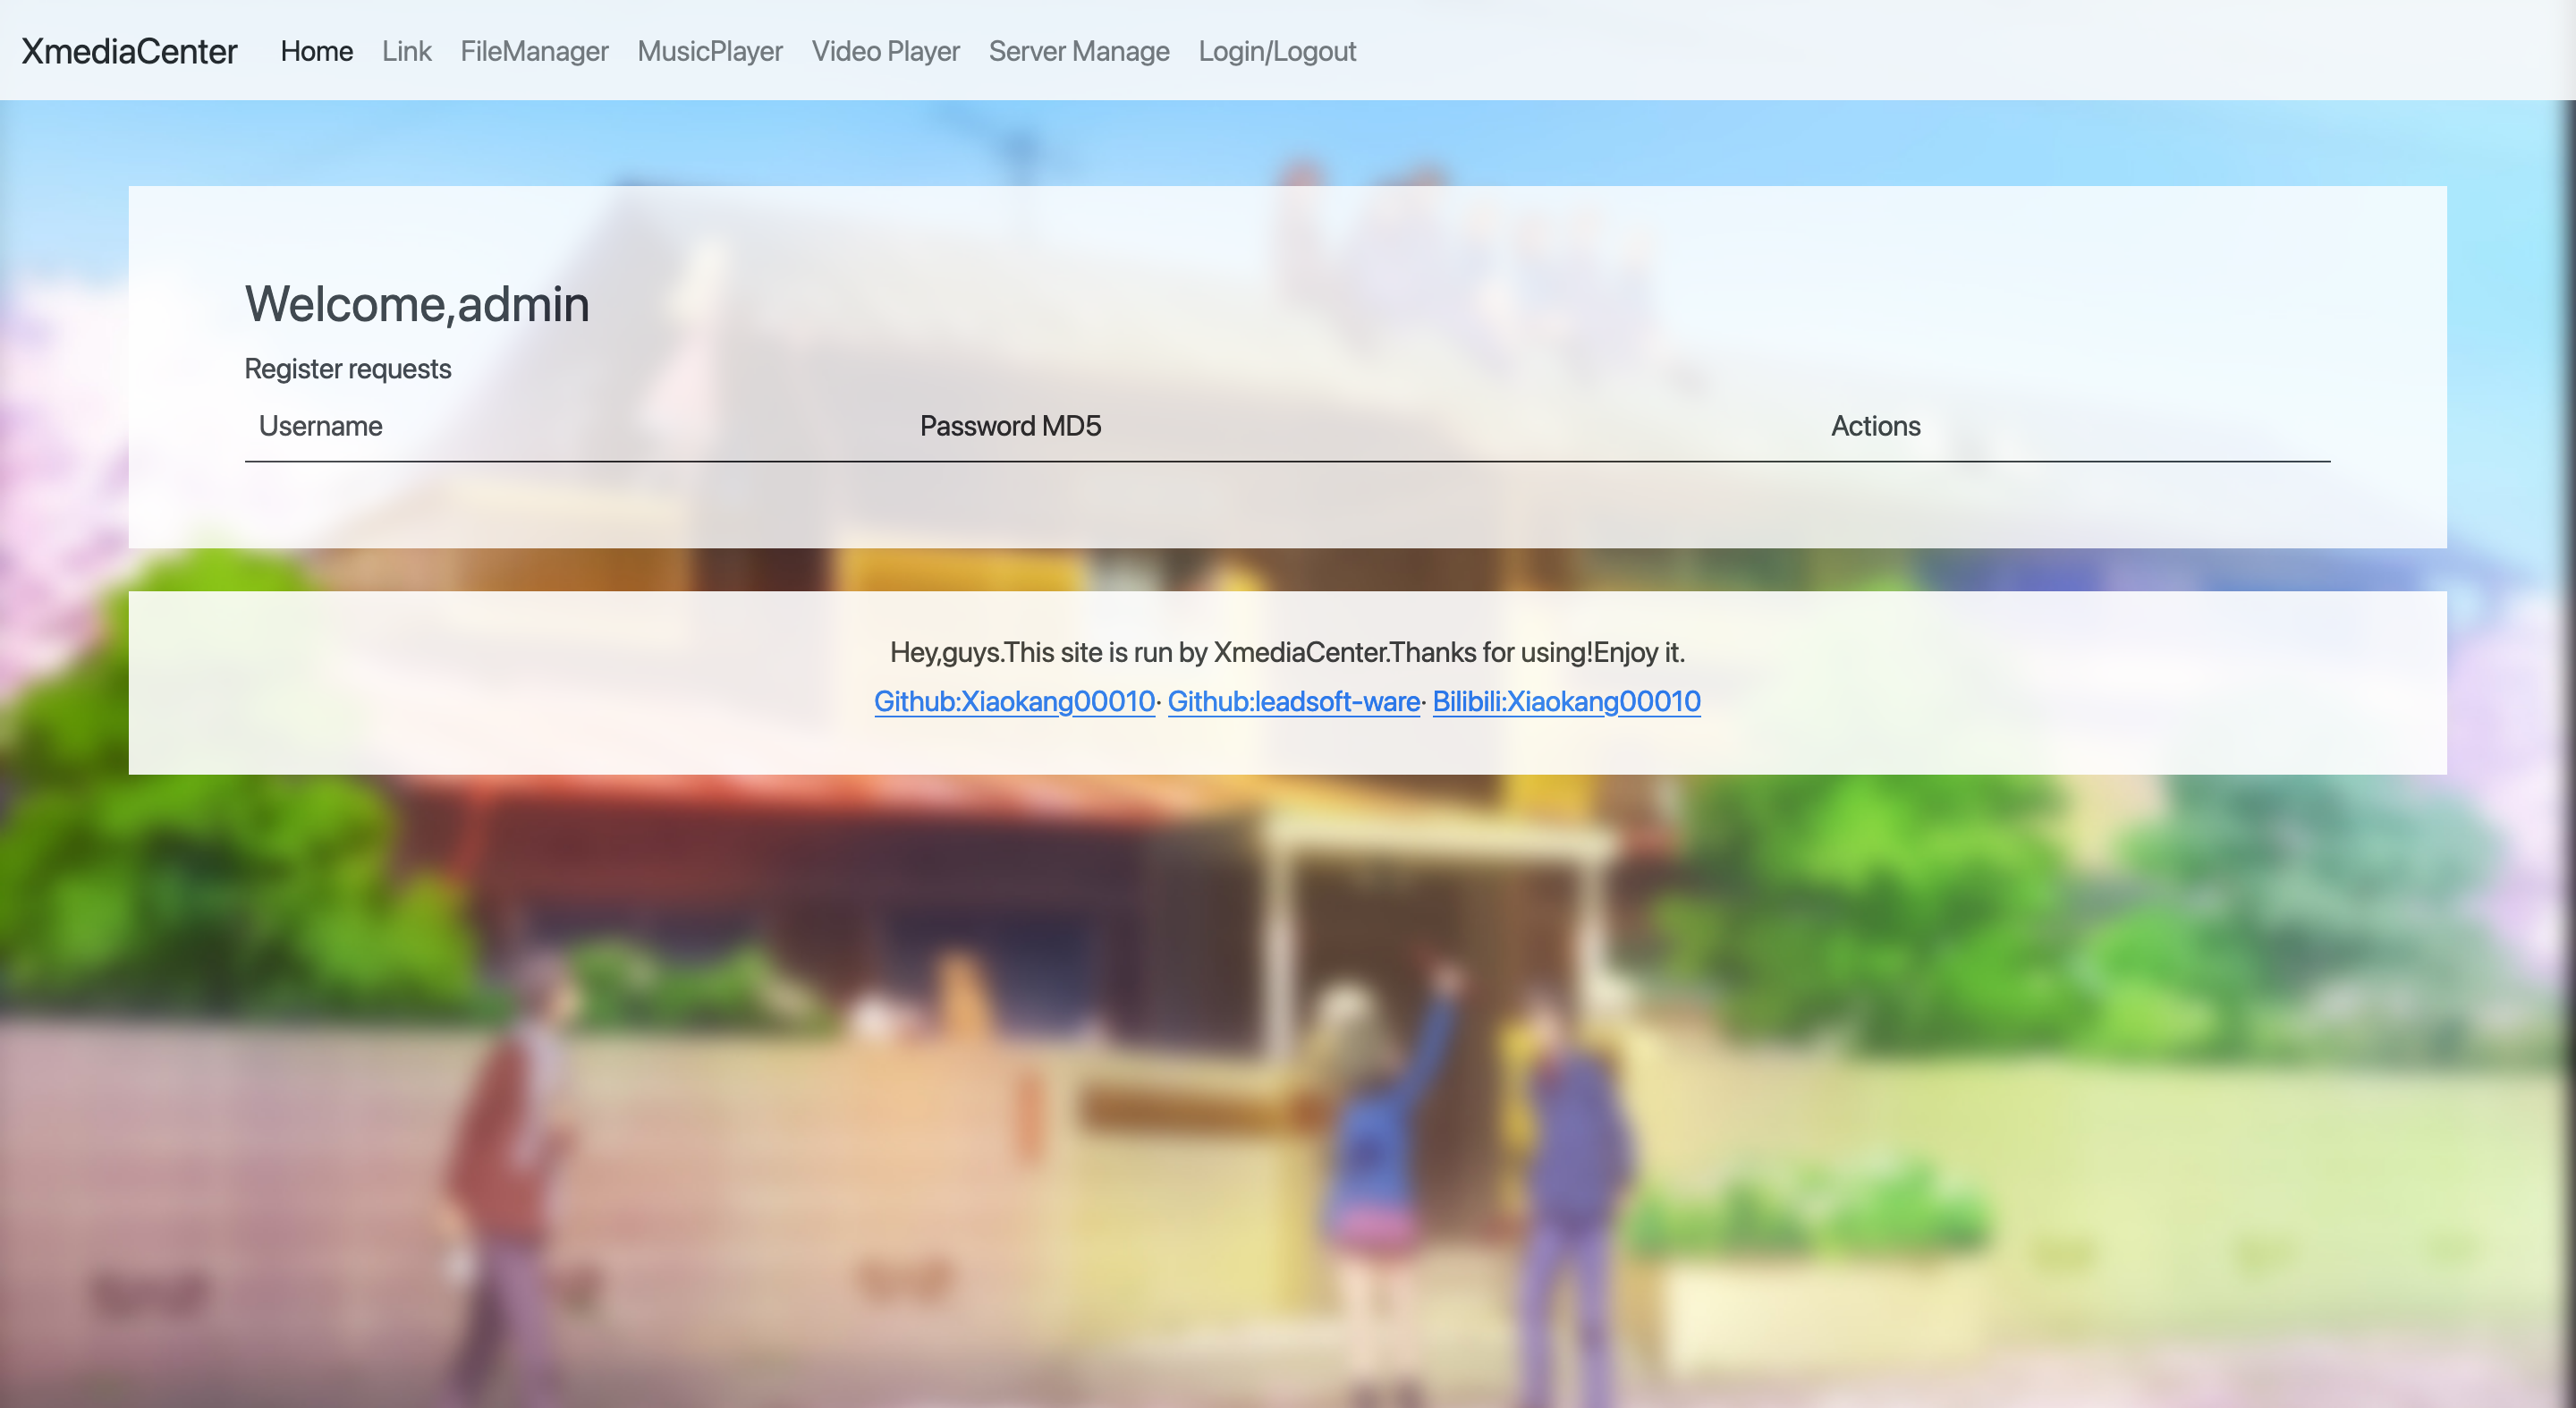 XmediaCenter Home Link FileManager MusicPlayer Video Player Server Manage Login/Logout
Welcome,admin
Register requests
Username Password MD5 Actions
Hey,guys.This site is run by XmediaCenter.Thanks for using!Enjoy it.
Github:Xiaokang00010· Github:leadsoft-ware· Bilibili:Xiaokang00010